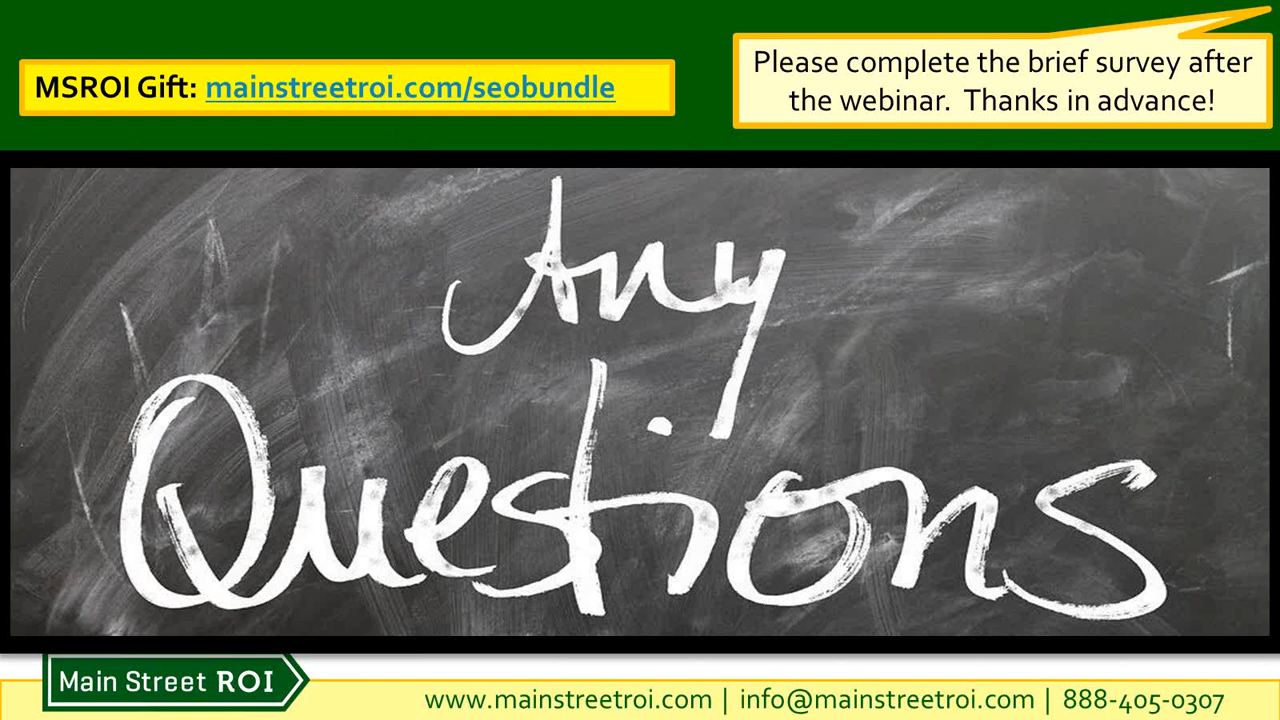 MSROI Gift: mainstreetroi.com/seobundle
Please complete the brief survey after
the webinar. Thanks in advance!
Any
Questions
Main Street ROI
www.mainstreetroi.com | info@mainstreetroi.com | 888-405-0307